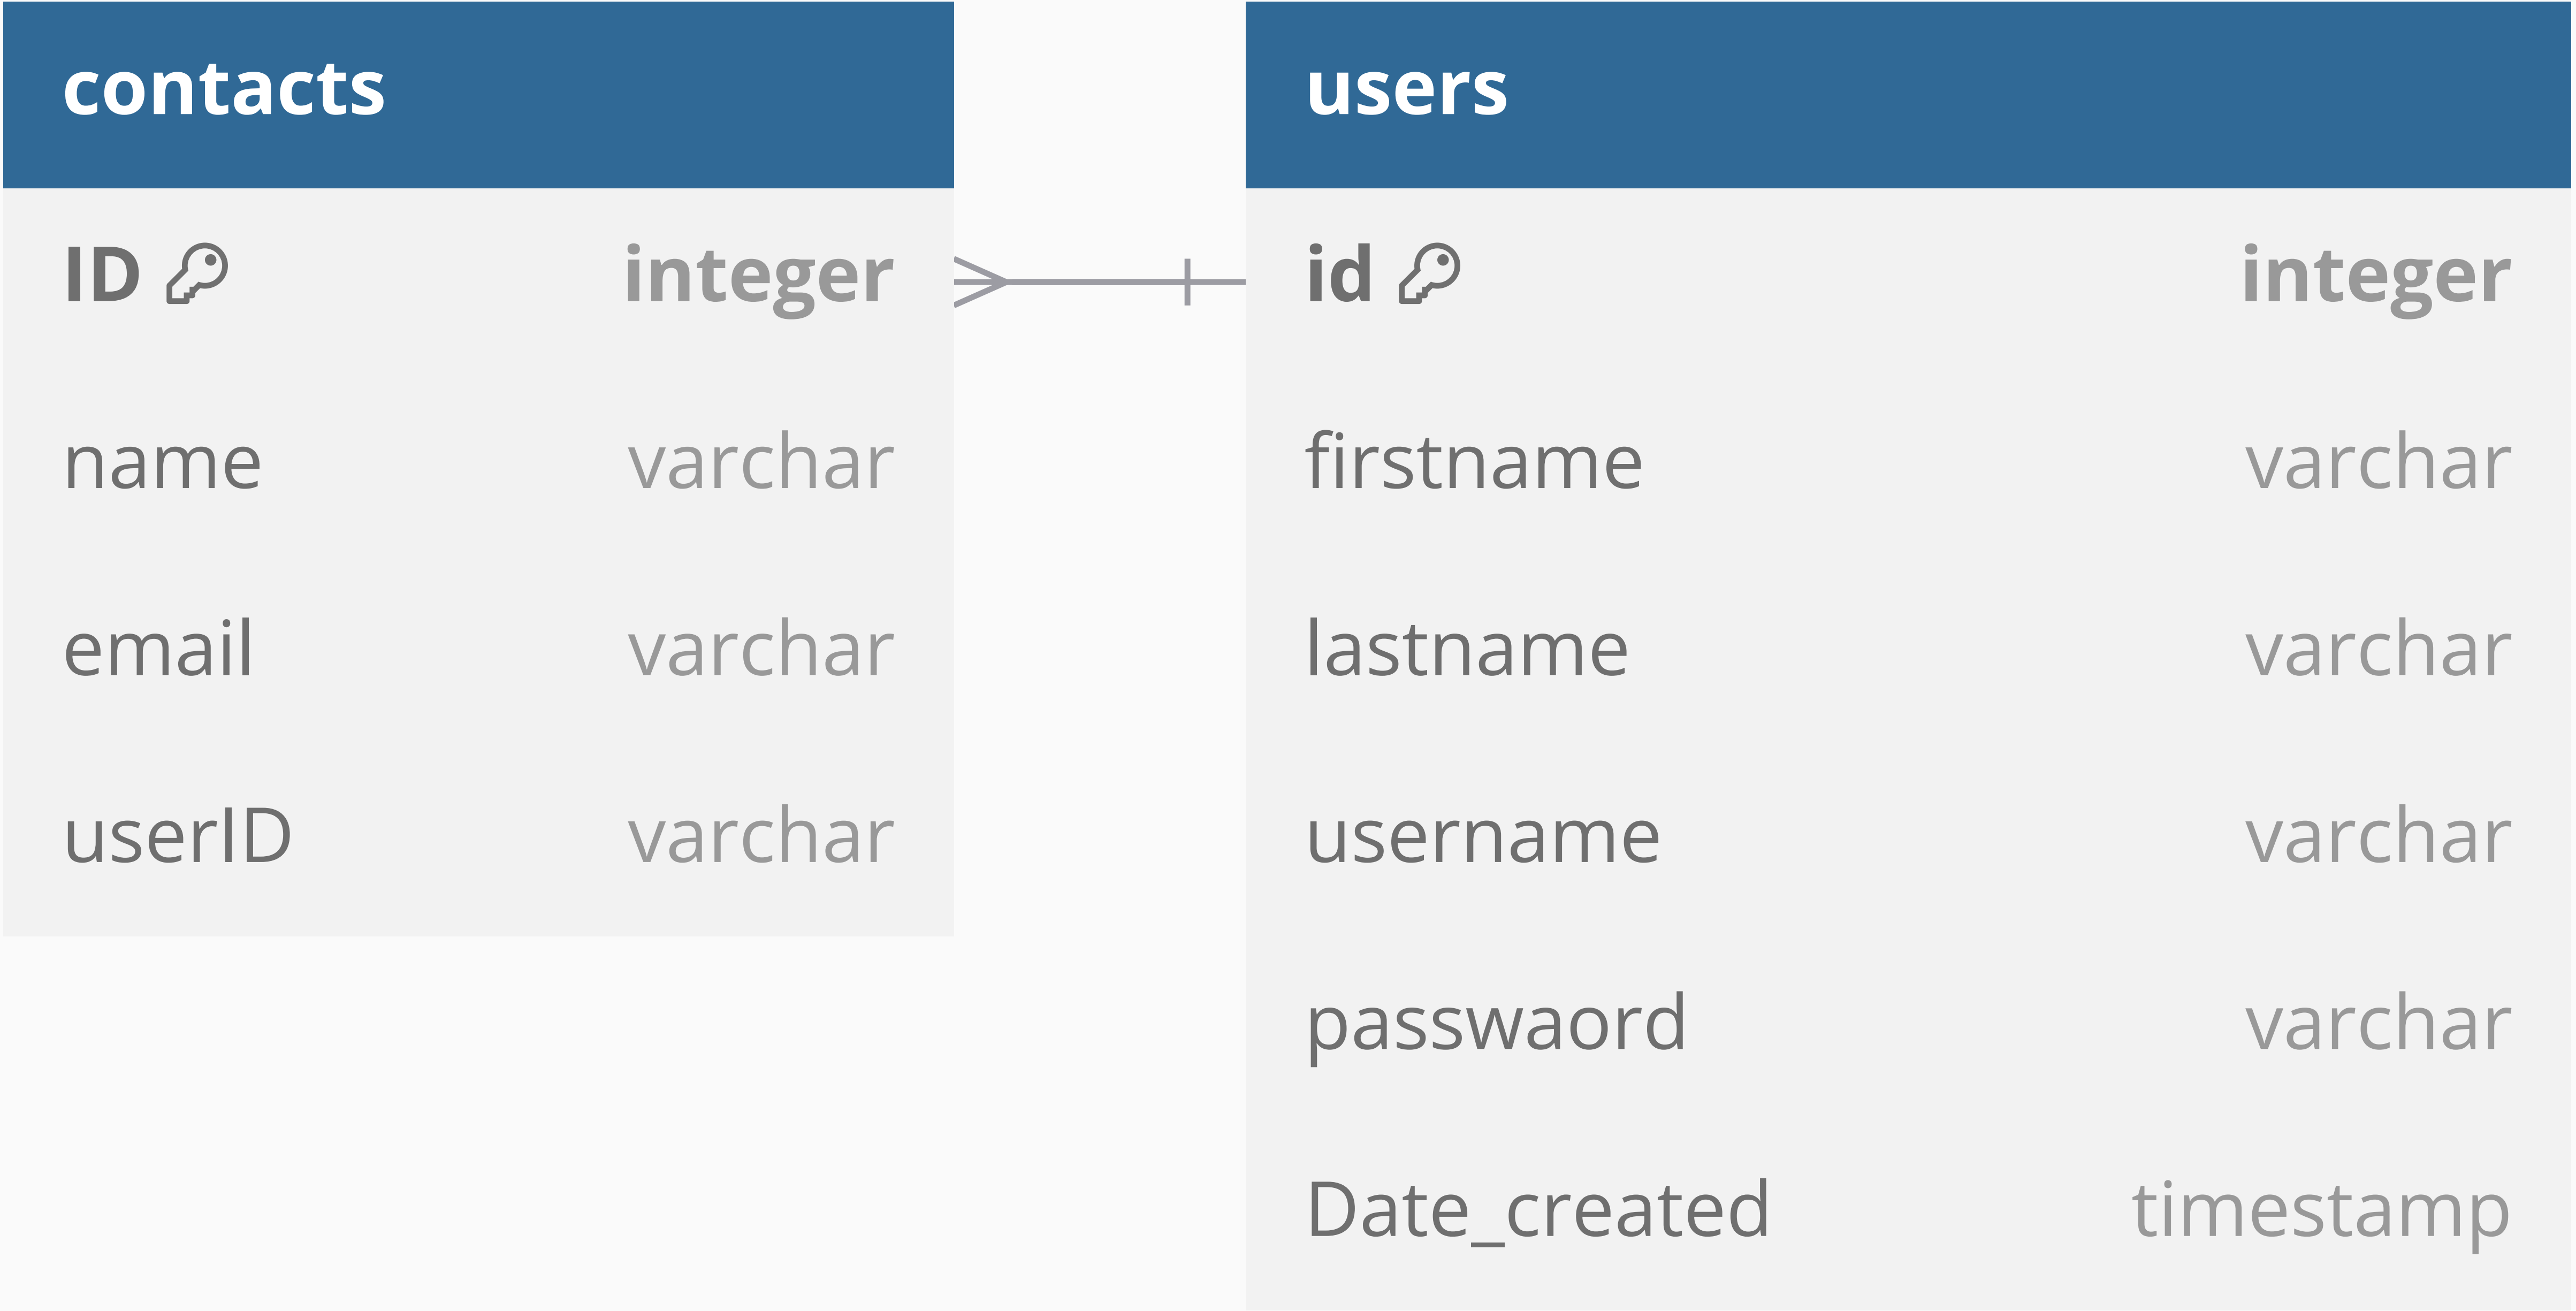 contacts
ID integer
name varchar
email varchar
userID varchar
users
id integer
firstname varchar
lastname varchar
username varchar
passwaord varchar
Date_created timestamp